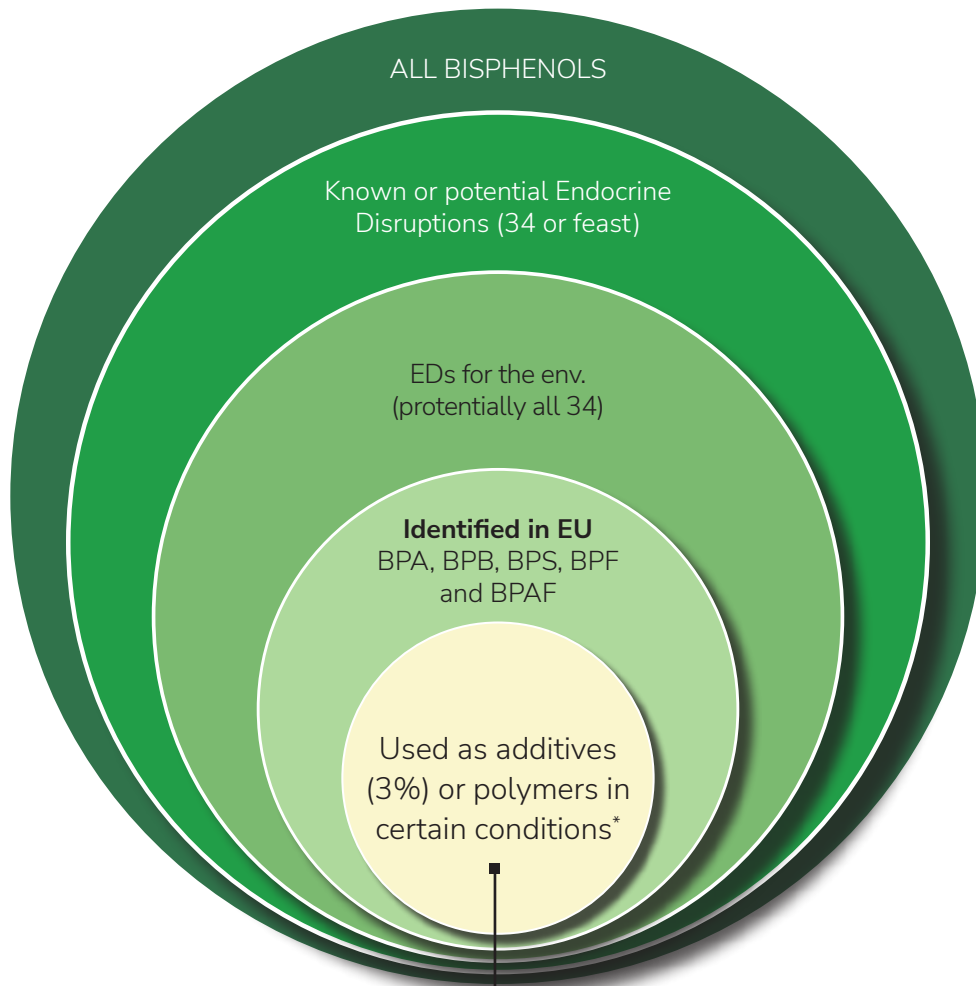 ALL BISPHENOLS
Known or potential Endocrine
Disruptions (34 or feast)
EDs for the env.
(protentially all 34)
Identified in EU
BPA, BPB, BPS, BPF
and BPAF
Used as additives
(3%) or polymers in
certain conditions*